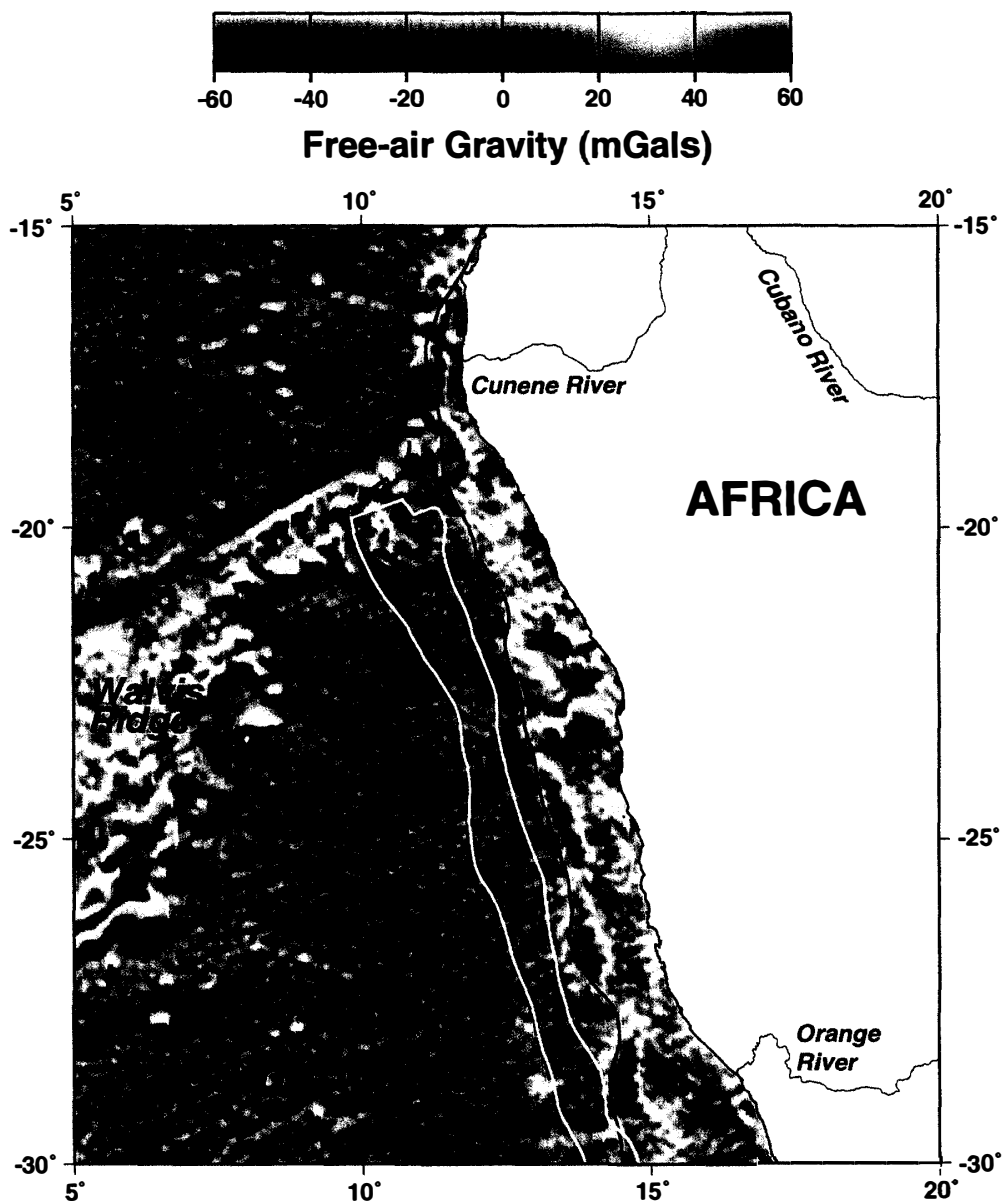 -60 -40 -20 0 20 40 60
Free-air Gravity (mGals)
5° 10° 15° 20°
-15° -15°
Cubano River
Cunene River
AFRICA
-20° -20°
Walvis
Ridge
-25° -25°
Orange
River
-30° -30°
5° 10° 15° 20°